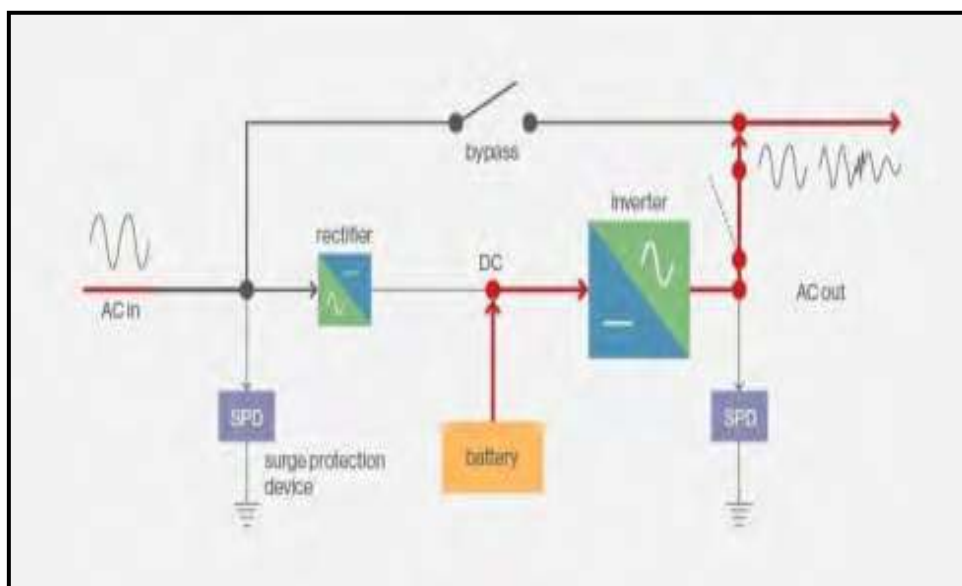 bypass
inverter
rectifier
DC
AC in
AC out
SPD
SPD
surge protection
device
battery